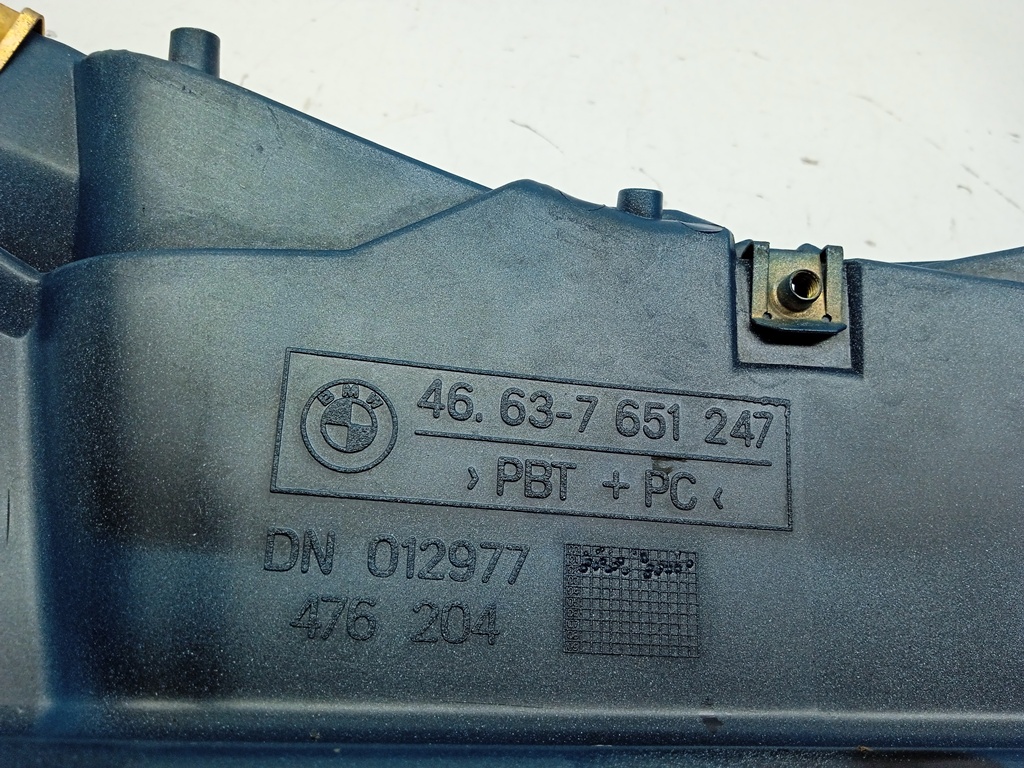 BMW
46. 63-7 651 247
> PBT + PC <
DN 012977
476 204